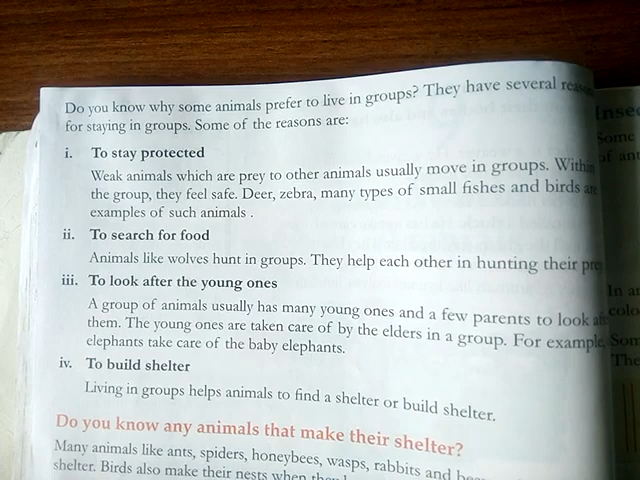 Do you know why some animals prefer to live in groups? They have several
for staying in groups. Some of the reasons are:
i. To stay protected
Weak animals which are prey to other animals usually move in groups. Within
the group, they feel safe. Deer, zebra, many types of small fishes and birds are
examples of such animals .
ii. To search for food
Animals like wolves hunt in groups. They help each other in hunting their
iii. To look after the young ones
A group of animals usually has many young ones and a few parents to look
them. The young ones are taken care of by the elders in a group. For example,
elephants take care of the baby elephants.
iv. To build shelter
Living in groups helps animals to find a shelter or build shelter.
Do you know any animals that make their shelter?
Many animals like ants, spiders, honeybees, wasps, rabbits and
shelter. Birds also make their nests when they
Some
of
In
Som
The